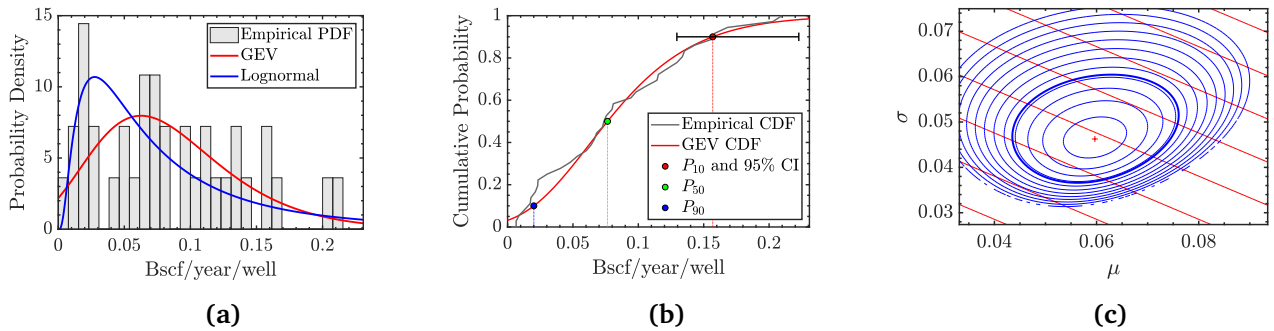 Probability Density
15
10
5
0
0
0.05
0.1
0.15
0.2
Bscf/year/well
Empirical PDF
GEV
Lognormal
(a)
Cumulative Probability
1
0.8
0.6
0.4
0.2
0
0
0.05
0.1
0.15
0.2
Bscf/year/well
Empirical CDF
GEV CDF
P10 and 95% CI
P50
P90
(b)
σ
0.07
0.06
0.05
0.04
0.03
0.04
0.06
0.08
μ
(c)